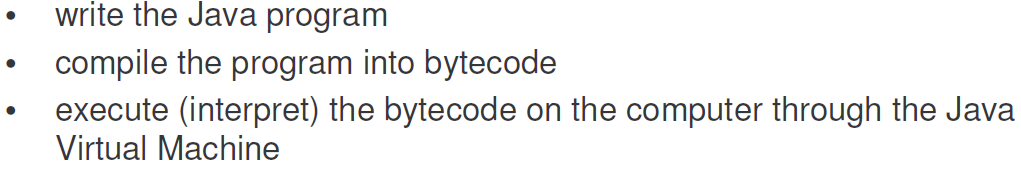 • write the Java program
• compile the program into bytecode
• execute (interpret) the bytecode on the computer through the Java
Virtual Machine